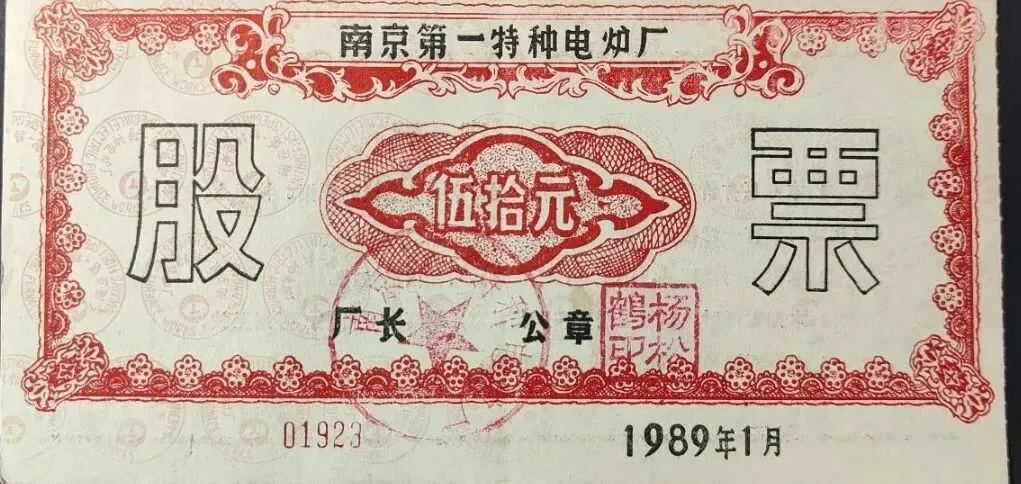 南京第一特种电炉厂
股 伍拾元 票
厂长 公章
杨松鹤印
01923
1989年1月